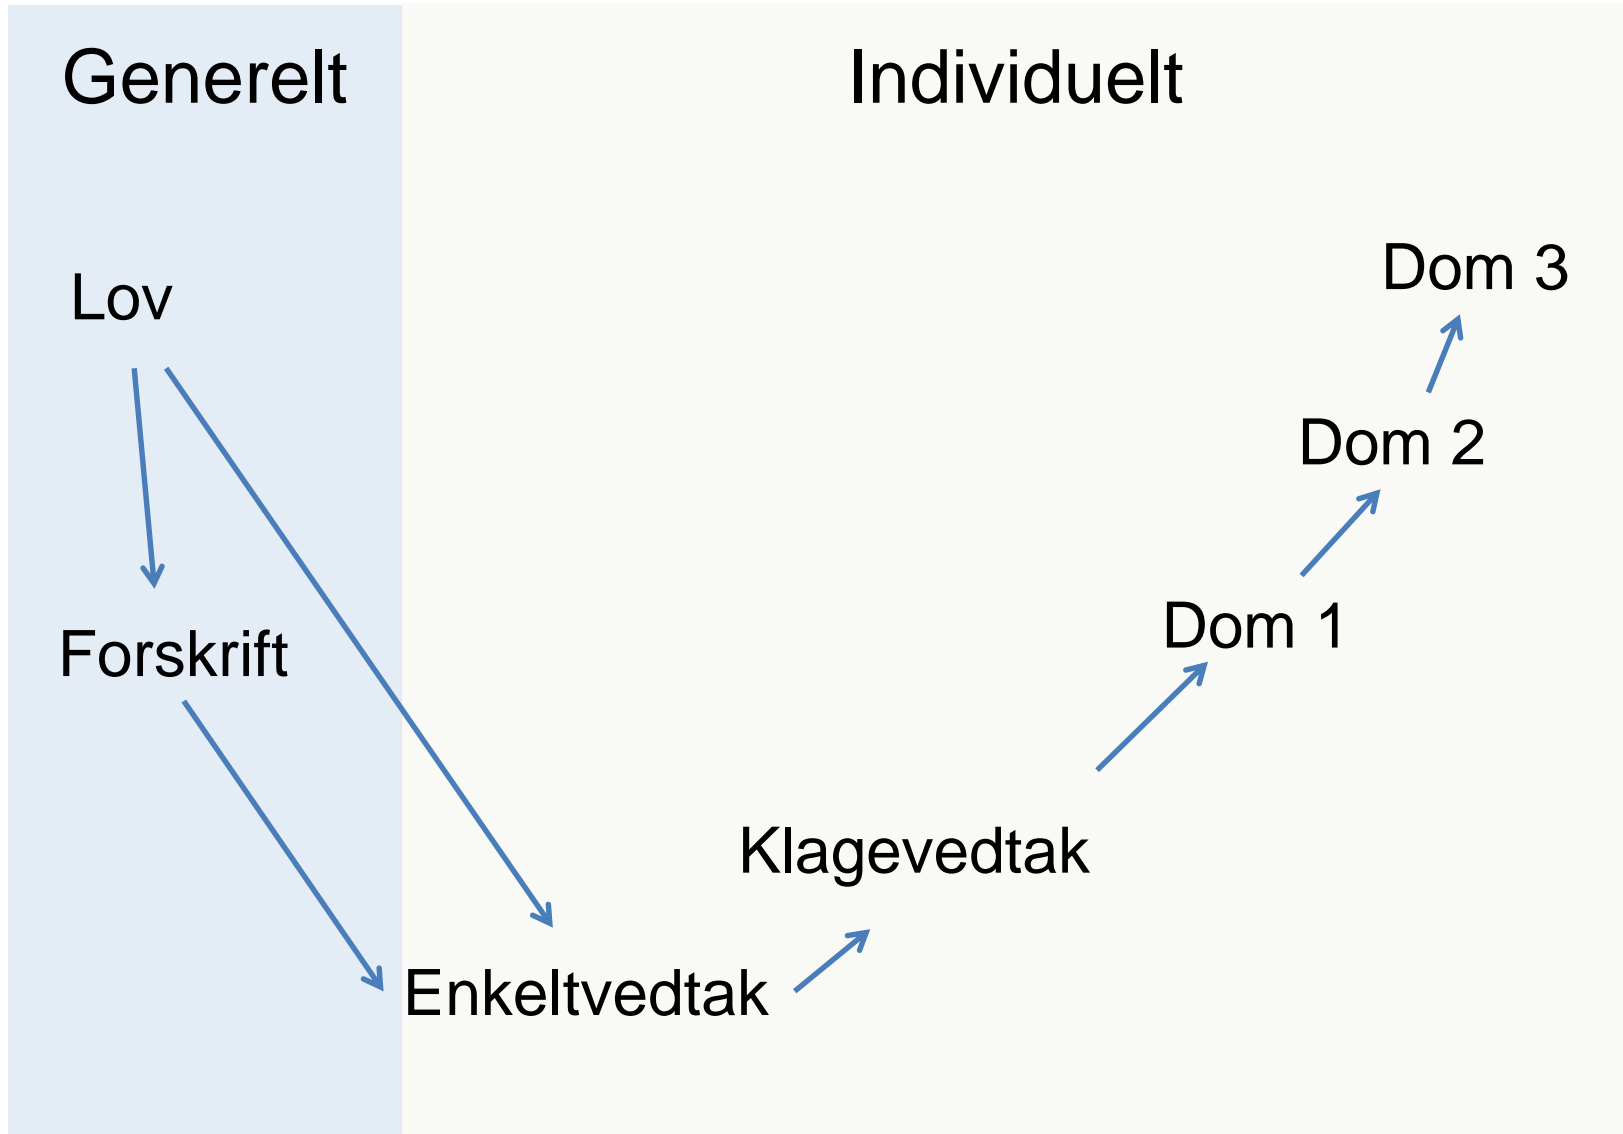 Generelt
Individuelt
Lov
Dom 3
Dom 2
Dom 1
Forskrift
Klagevedtak
Enkeltvedtak